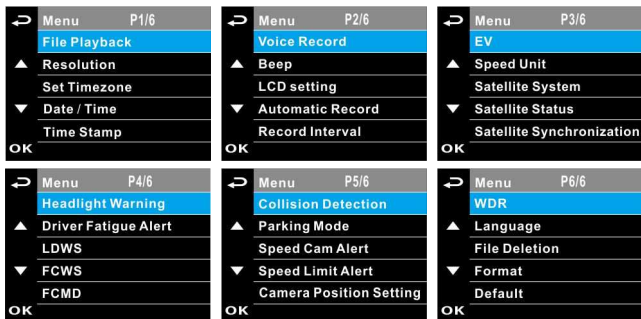 Menu P1/6
File Playback
Resolution
Set Timezone
Date / Time
Time Stamp
OK
Menu P2/6
Voice Record
Beep
LCD setting
Automatic Record
Record Interval
OK
Menu P3/6
EV
Speed Unit
Satellite System
Satellite Status
Satellite Synchronization
OK
Menu P4/6
Headlight Warning
Driver Fatigue Alert
LDWS
FCWS
FCMD
OK
Menu P5/6
Collision Detection
Parking Mode
Speed Cam Alert
Speed Limit Alert
Camera Position Setting
OK
Menu P6/6
WDR
Language
File Deletion
Format
Default
OK